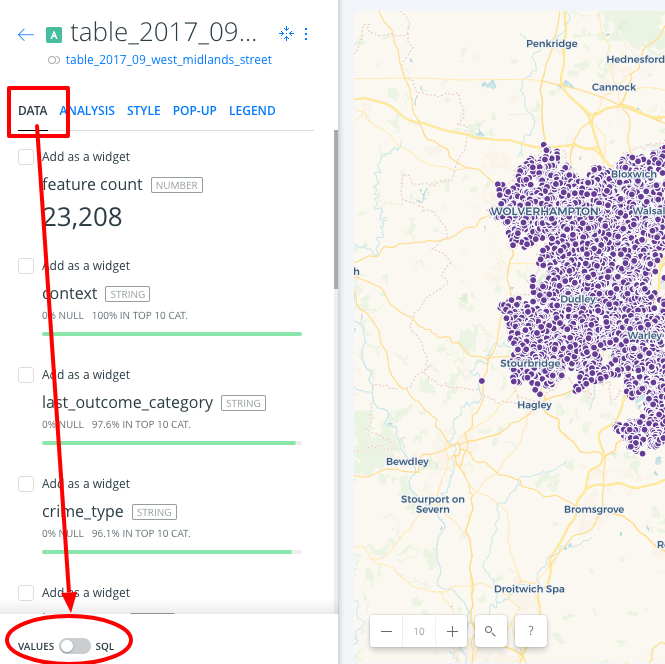 A table_2017_09...
table_2017_09_west_midlands_street
DATA ANALYSIS STYLE POP-UP LEGEND
Add as a widget
feature count NUMBER
23,208
Add as a widget
context STRING
0% NULL 100% IN TOP 10 CAT.
Add as a widget
last_outcome_category STRING
0% NULL 97.6% IN TOP 10 CAT.
Add as a widget
crime_type STRING
0% NULL 96.1% IN TOP 10 CAT.
Add as a widget
VALUES SQL
Penkridge
Hednesford
Cannock
Bloxwich
WOLVERHAMPTON
Walsa
h
Dudley
Warley
Stourbridge
Hagley
Bewdley
Stourport on
Severn
Bromsgrove
R
Droitwich Spa
10
?